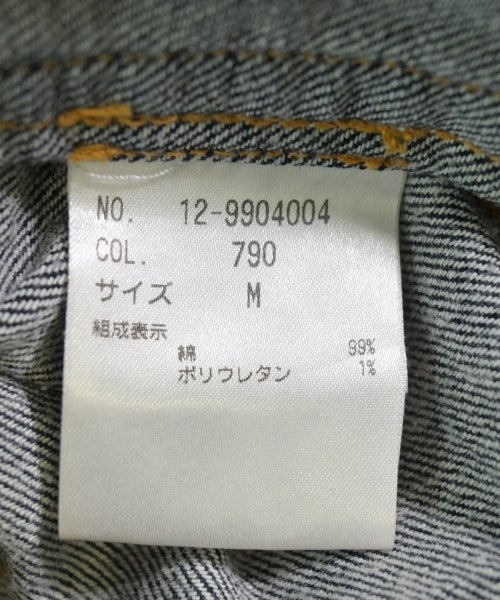 NO. 12-9904004
COL. 790
サイズ M
組成表示
綿 99%
ポリウレタン 1%